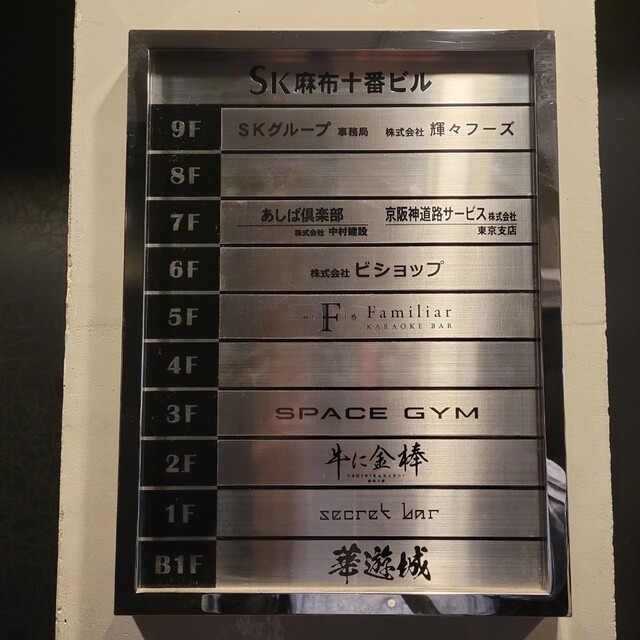 SK麻布十番ビル
9F SKグループ 事務局 株式会社 輝々フーズ
8F
7F あしば倶楽部 京阪神道路サービス株式会社
株式会社 中村建設 東京支店
6F 株式会社 ビショップ
5F F Familiar
KARAOKE BAR
4F
3F SPACE GYM
2F 牛に金棒
USHINIKANABOU
1F secret bar
B1F 華遊城